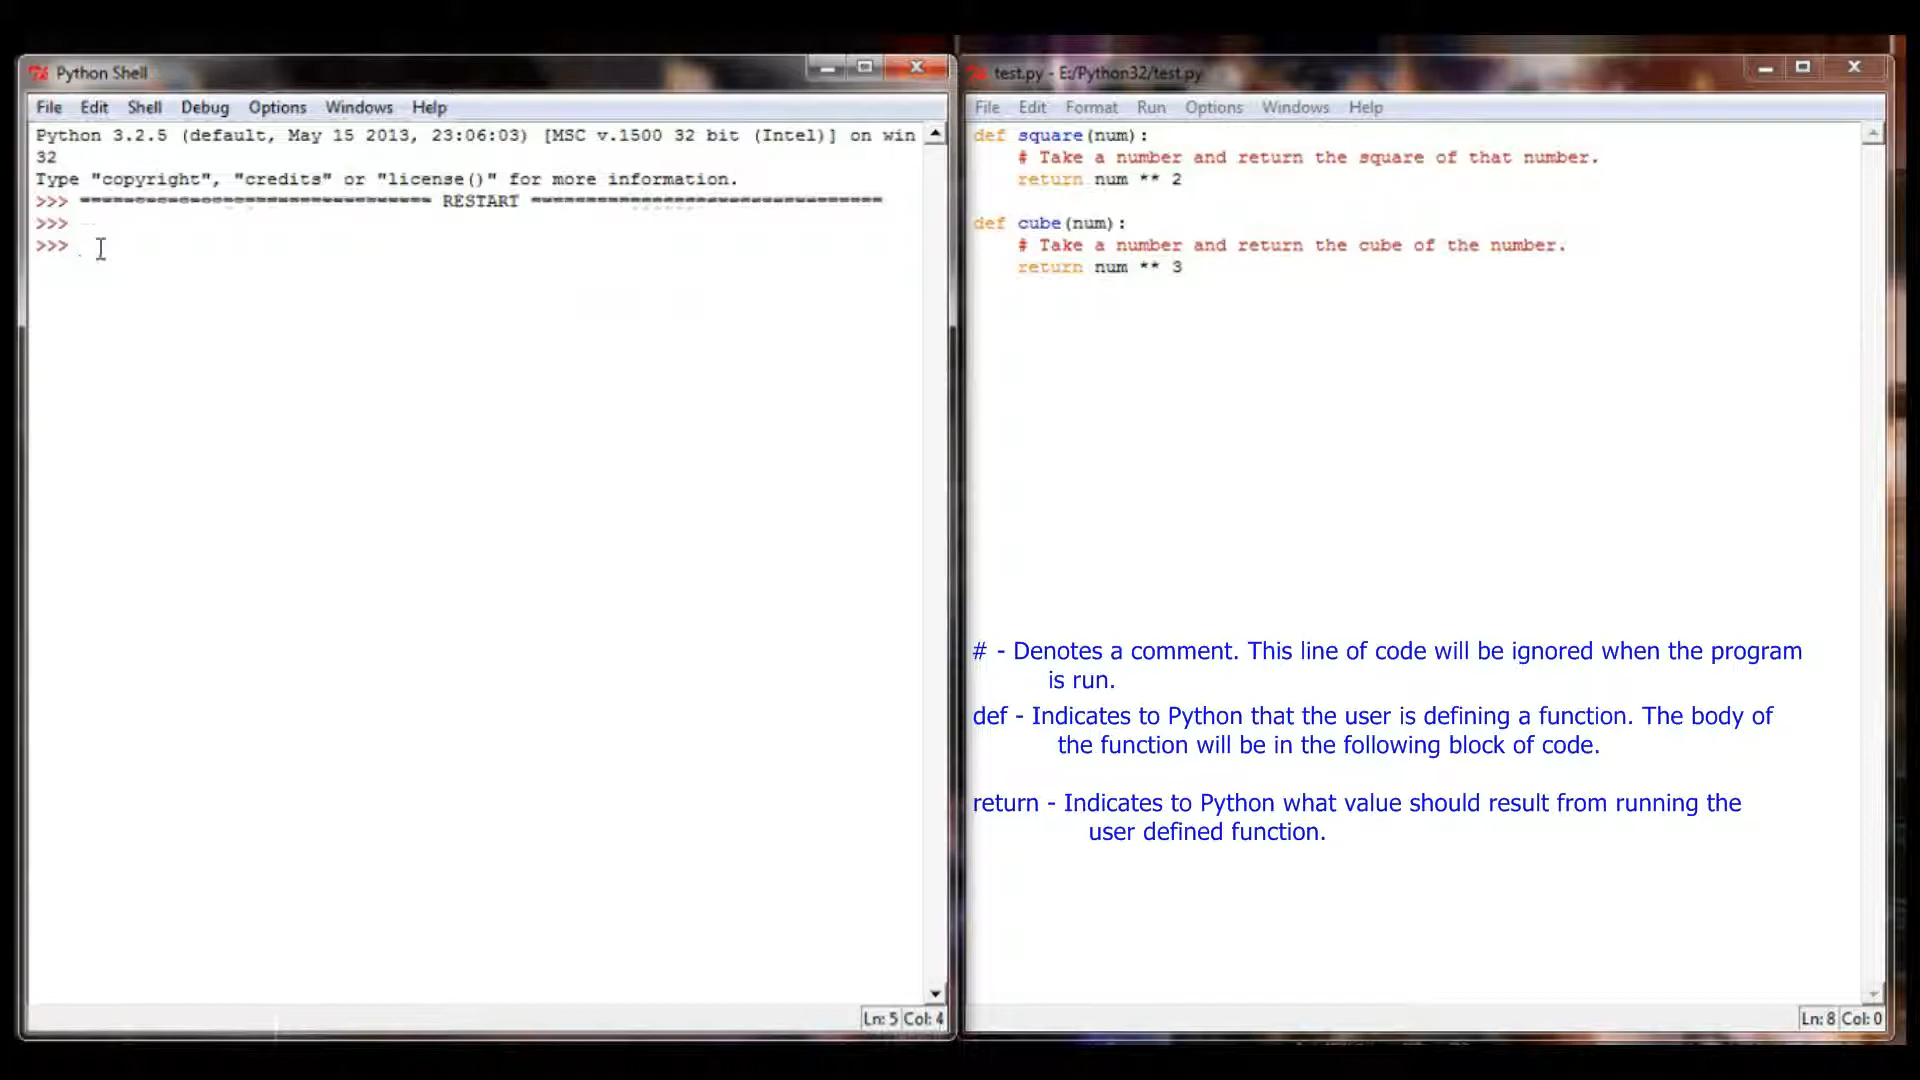 Python Shell
File Edit Shell Debug Options Windows Help
Python 3.2.5 (default, May 15 2013, 23:06:03) [MSC v.1500 32 bit (Intel)] on win
32
Type "copyright", "credits" or "license()" for more information.
>>> ================================ RESTART ================================
>>>
>>>
Ln: 5 Col: 4
test.py - E:/Python32/test.py
File Edit Format Run Options Windows Help
def square(num):
    # Take a number and return the square of that number.
    return num ** 2
def cube(num):
    # Take a number and return the cube of the number.
    return num ** 3
# - Denotes a comment. This line of code will be ignored when the program
is run.
def - Indicates to Python that the user is defining a function. The body of
the function will be in the following block of code.
return - Indicates to Python what value should result from running the
user defined function.
Ln: 8 Col: 0